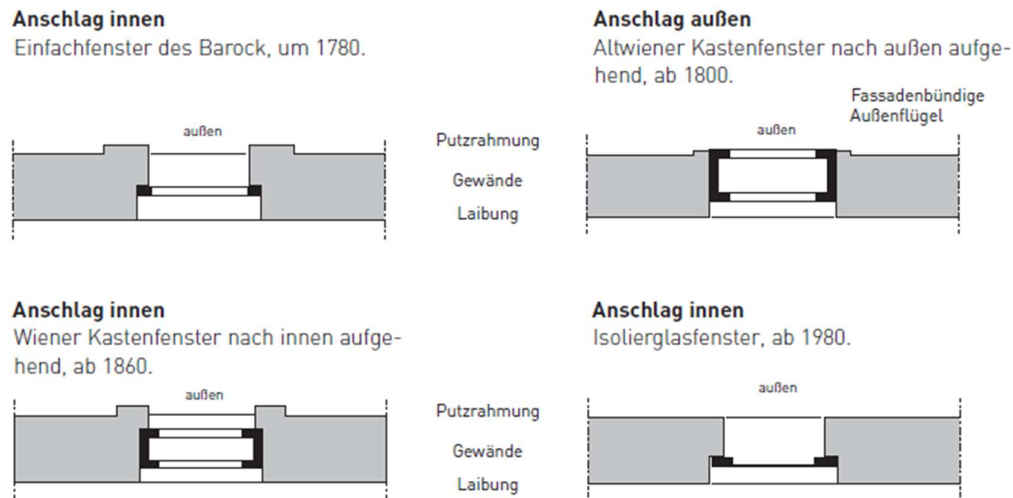 Anschlag innen
Einfachfenster des Barock, um 1780.
außen
Anschlag außen
Altwiener Kastenfenster nach außen aufge-
hend, ab 1800.
Fassadenbündige
Außenflügel
außen
Putzrahmung
Gewände
Laibung
Anschlag innen
Wiener Kastenfenster nach innen aufge-
hend, ab 1860.
außen
Anschlag innen
Isolierglasfenster, ab 1980.
außen
Putzrahmung
Gewände
Laibung